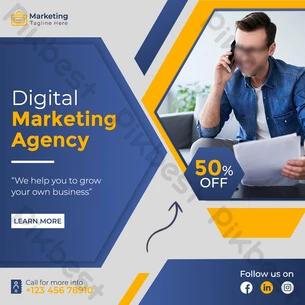 Marketing
Tagline Here
Digital
Marketing
Agency
"We help you to grow
your own business"
LEARN MORE
50%
OFF
Call for more info
+123 456 78910
Follow us on
pikbest